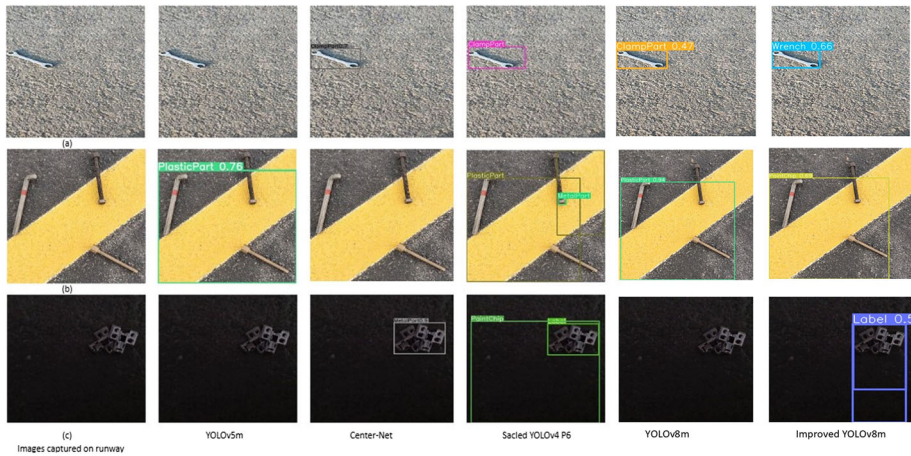 ClampPart
ClampPart 0.47
Wrench 0.66
(a)
PlasticPart 0.76
PlasticPart
MetalPart
(b)
PaintChip
Label 0.5
(c)
YOLOv5m
Center-Net
Sacled YOLOv4 P6
YOLOv8m
Improved YOLOv8m
Images captured on runway